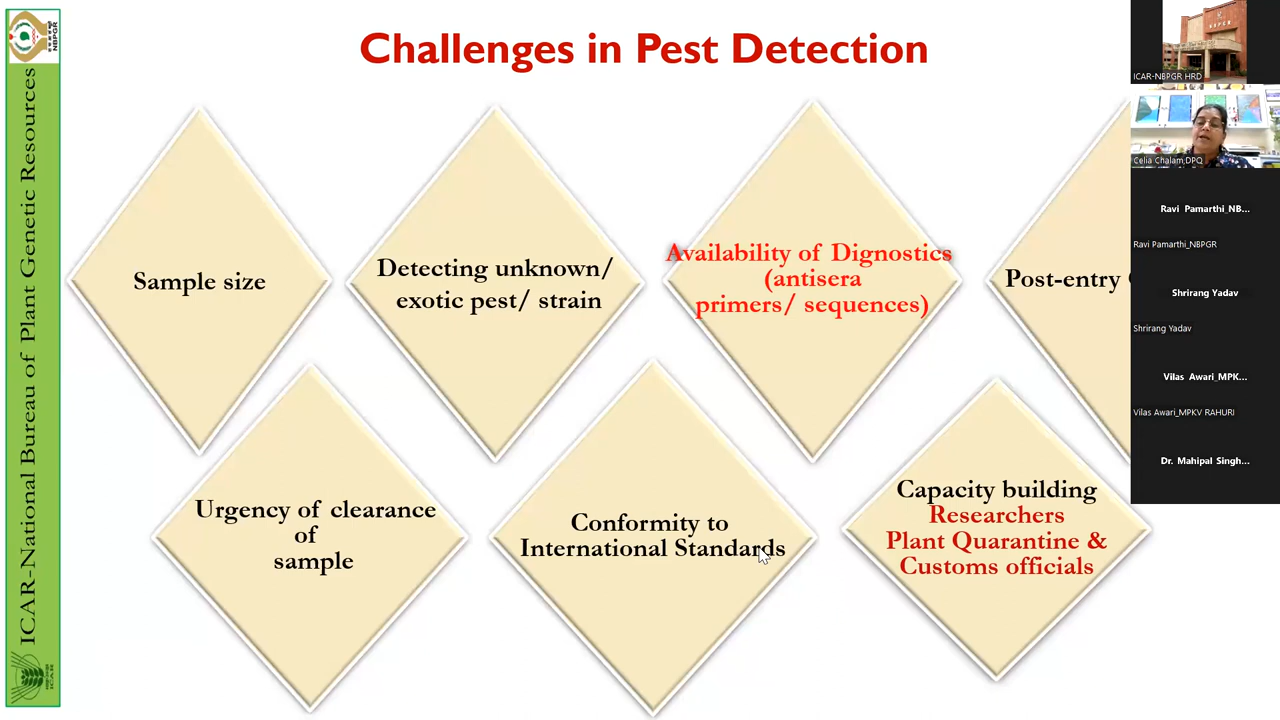 Challenges in Pest Detection
ICAR-National Bureau of Plant Genetic Resources
NBPGR
Sample size
Detecting unknown/
exotic pest/ strain
Availability of Dignostics
(antisera
primers/ sequences)
Post-entry
Urgency of clearance
of
sample
Conformity to
International Standards
Capacity building
Researchers
Plant Quarantine &
Customs officials
ICAR-NBPGR HRD
Celia Chalam,DPQ
Ravi Pamarthi_NB...
Ravi Pamarthi_NBPGR
Shrirang Yadav
Shrirang Yadav
Vilas Awari_MPK...
Vilas Awari_MPKV RAHURI
Dr. Mahipal Singh...